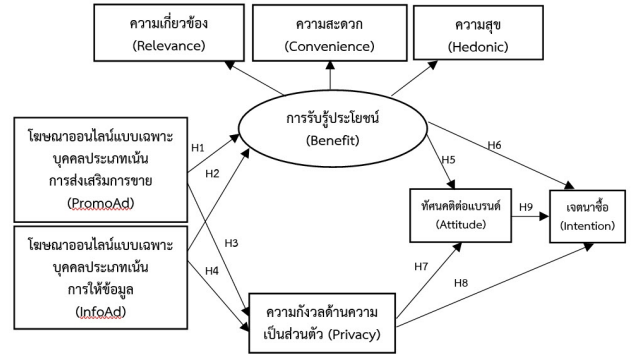 ความเกี่ยวข้อง
(Relevance)
ความสะดวก
(Convenience)
ความสุข
(Hedonic)
การรับรู้ประโยชน์
(Benefit)
โฆษณาออนไลน์แบบเฉพาะ
บุคคลประเภทเน้น
การส่งเสริมการขาย
(PromoAd)
H1
H2
H5
H6
ทัศนคติต่อแบรนด์
(Attitude)
H9
เจตนาซื้อ
(Intention)
โฆษณาออนไลน์แบบเฉพาะ
บุคคลประเภทเน้น
การให้ข้อมูล
(InfoAd)
H3
H4
H7
H8
ความกังวลด้านความ
เป็นส่วนตัว (Privacy)